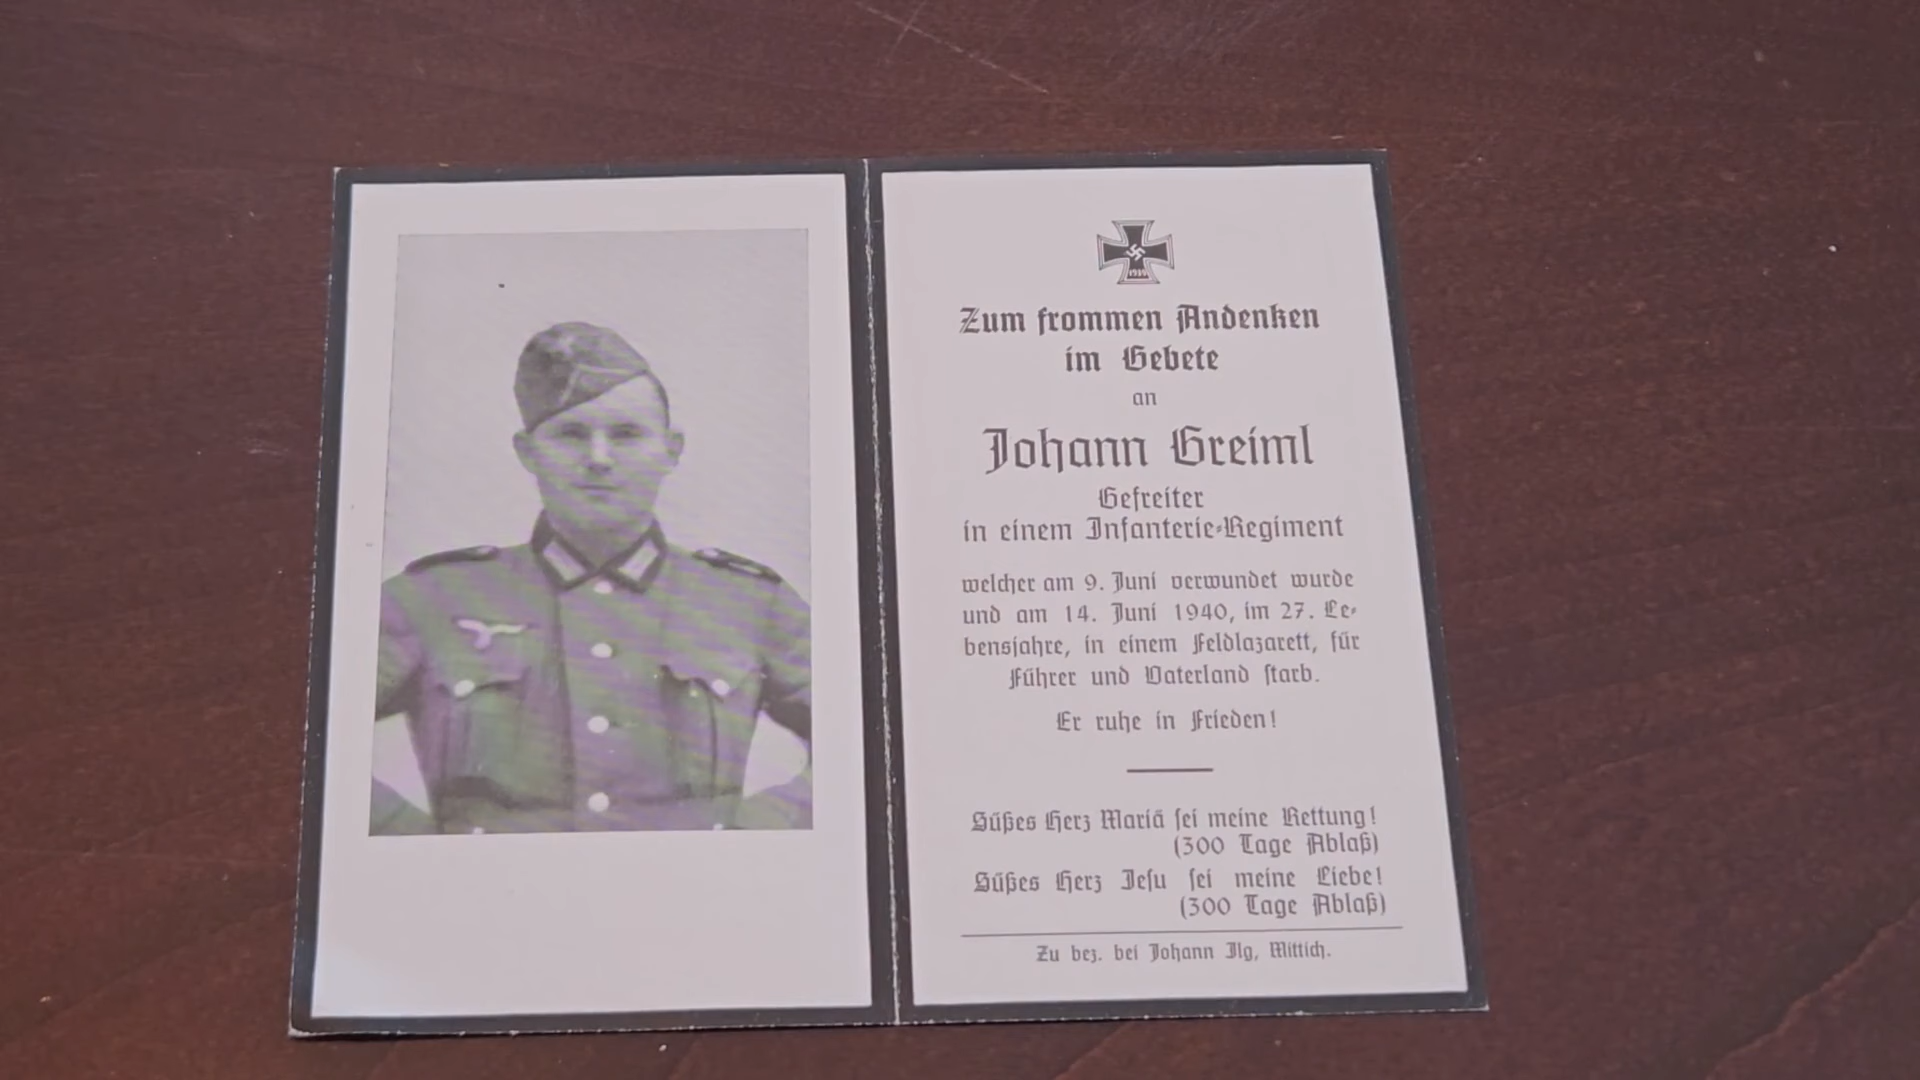 1939
Zum frommen Andenken
im Gebete
an
Johann Greiml
Gefreiter
in einem Infanterie-Regiment
welcher am 9. Juni verwundet wurde
und am 14. Juni 1940, im 27. Le-
bensjahre, in einem Feldlazarett, für
Führer und Vaterland starb.
Er ruhe in Frieden!
Süßes Herz Mariä sei meine Rettung!
(300 Tage Ablaß)
Süßes Herz Jesu sei meine Liebe!
(300 Tage Ablaß)
Zu bez. bei Johann Ilg, Mittich.